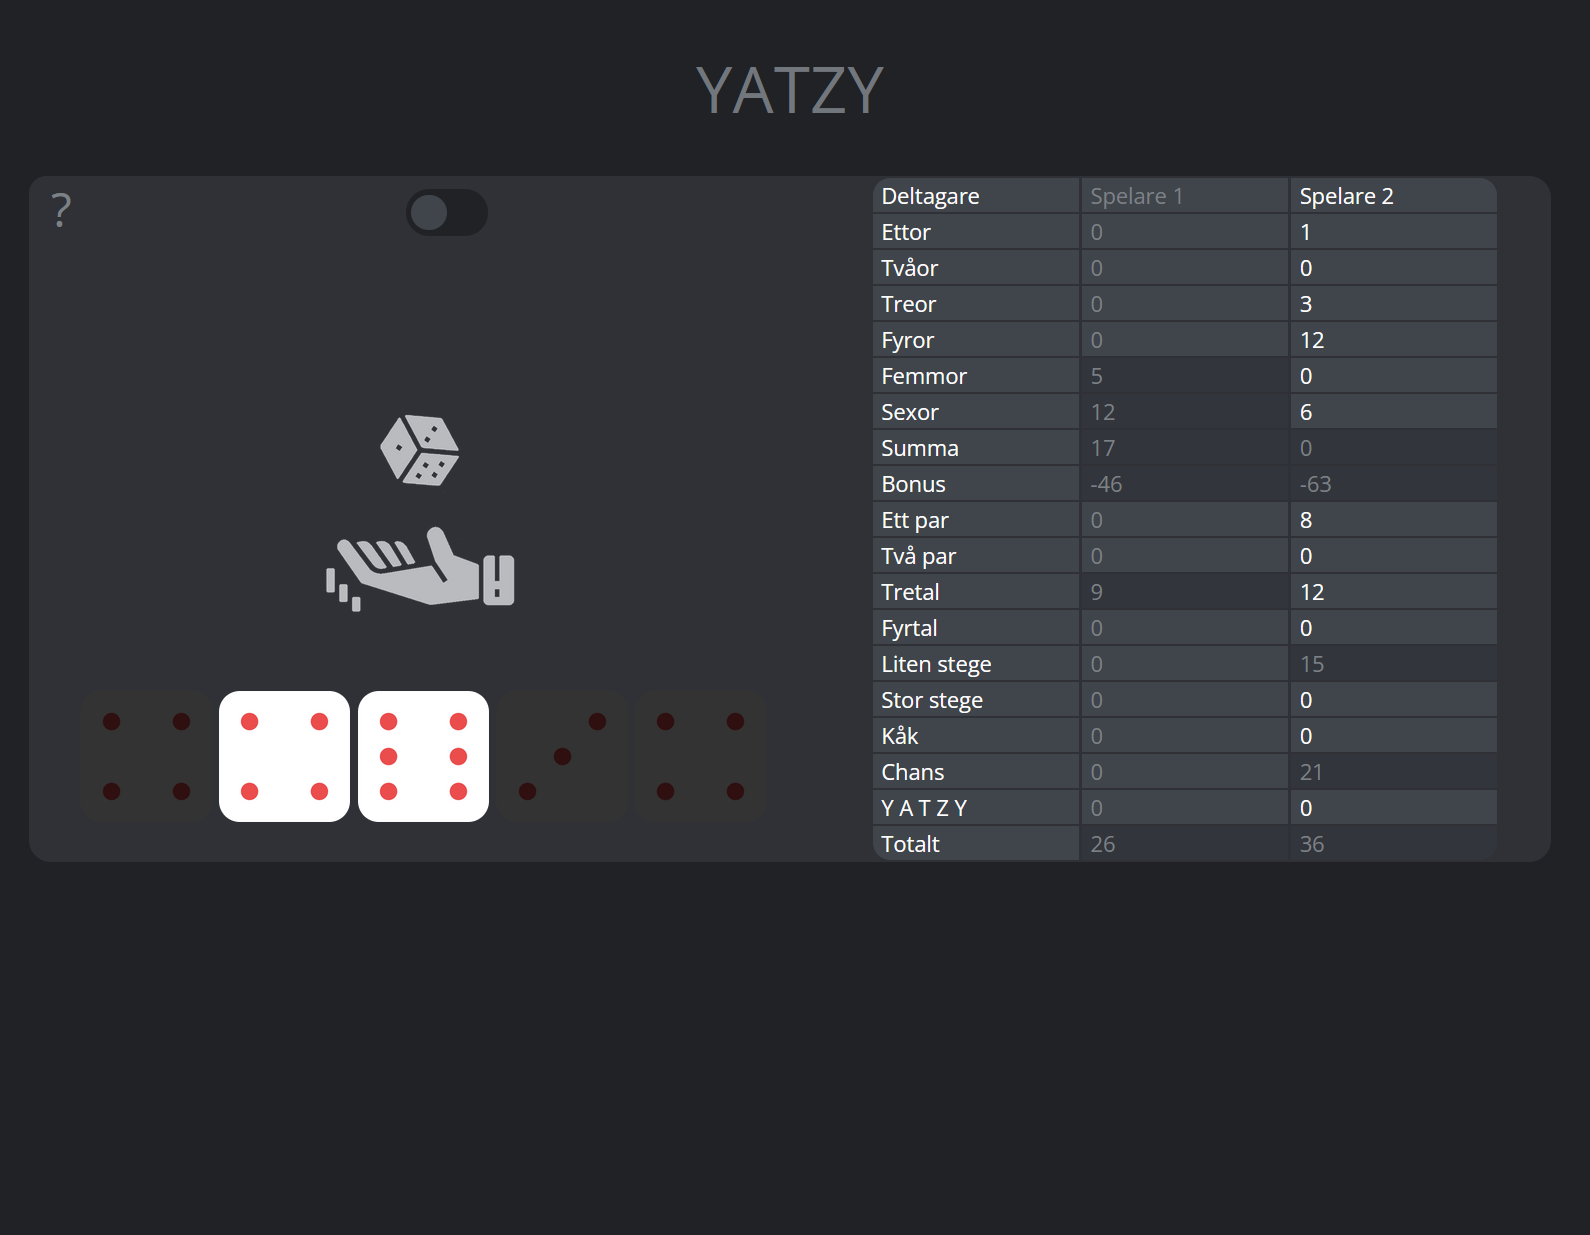 YATZY
?
Deltagare Spelare 1 Spelare 2
Ettor 0 1
Tvåor 0 0
Treor 0 3
Fyror 0 12
Femmor 5 0
Sexor 12 6
Summa 17 0
Bonus -46 -63
Ett par 0 8
Två par 0 0
Tretal 9 12
Fyrtal 0 0
Liten stege 0 15
Stor stege 0 0
Kåk 0 0
Chans 0 21
Y A T Z Y 0 0
Totalt 26 36